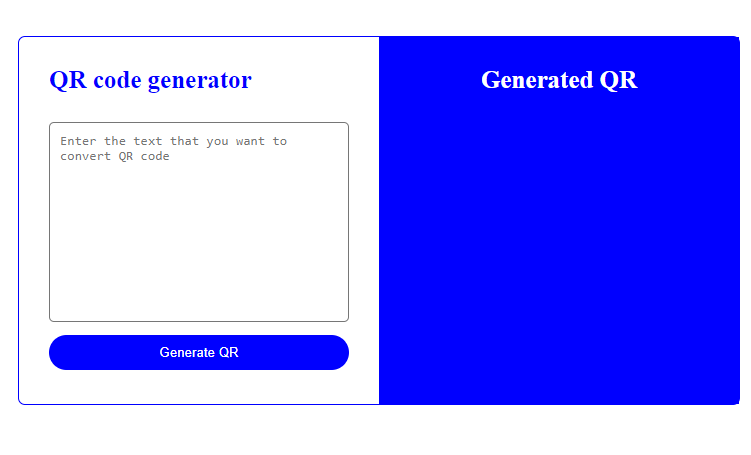 QR code generator
Generated QR
Enter the text that you want to
convert QR code
Generate QR